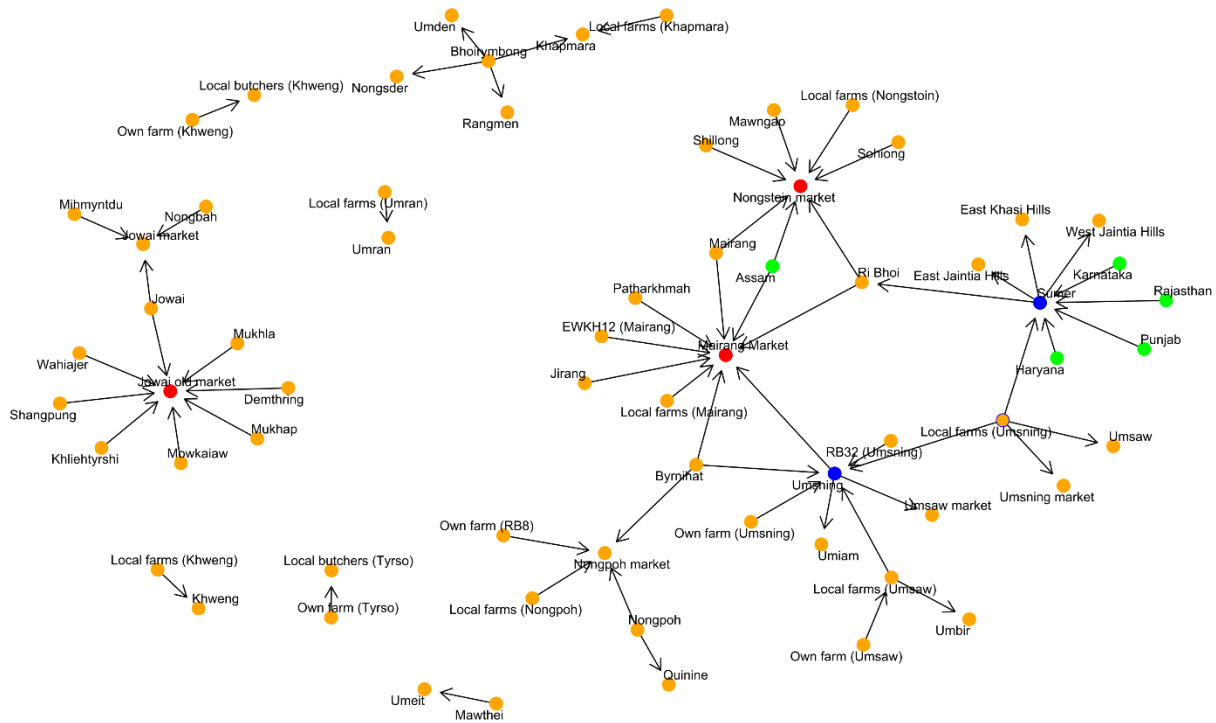 Umden
Local farms (Khapmara)
Khapmara
Bhoirymbong
Nongsder
Rangmen
Local butchers (Khweng)
Own farm (Khweng)
Local farms (Nongstoin)
Mawngap
Shillong
Sohiong
Nongstein market
Mihmyntdu
Nongbah
Jowai market
Local farms (Umran)
Umran
East Khasi Hills
West Jaintia Hills
Mairang
Assam
Ri Bhoi
East Jaintia Hills
Karnataka
Sumer
Rajasthan
Jowai
Patharkhmah
EWKH12 (Mairang)
Mairang Market
Punjab
Haryana
Mukhla
Wahiajer
Jowai old market
Demthring
Jirang
Local farms (Mairang)
Shangpung
Mukhap
Khliehtyrshi
Mowkaiaw
Local farms (Umsning)
Umsaw
RB32 (Umsning)
Byrnihat
Umsning
Umsning market
Umsaw market
Own farm (RB8)
Own farm (Umsning)
Umiam
Nongpoh market
Local farms (Khweng)
Khweng
Local butchers (Tyrso)
Own farm (Tyrso)
Local farms (Nongpoh)
Local farms (Umsaw)
Nongpoh
Umbir
Own farm (Umsaw)
Quinine
Umeit
Mawthei